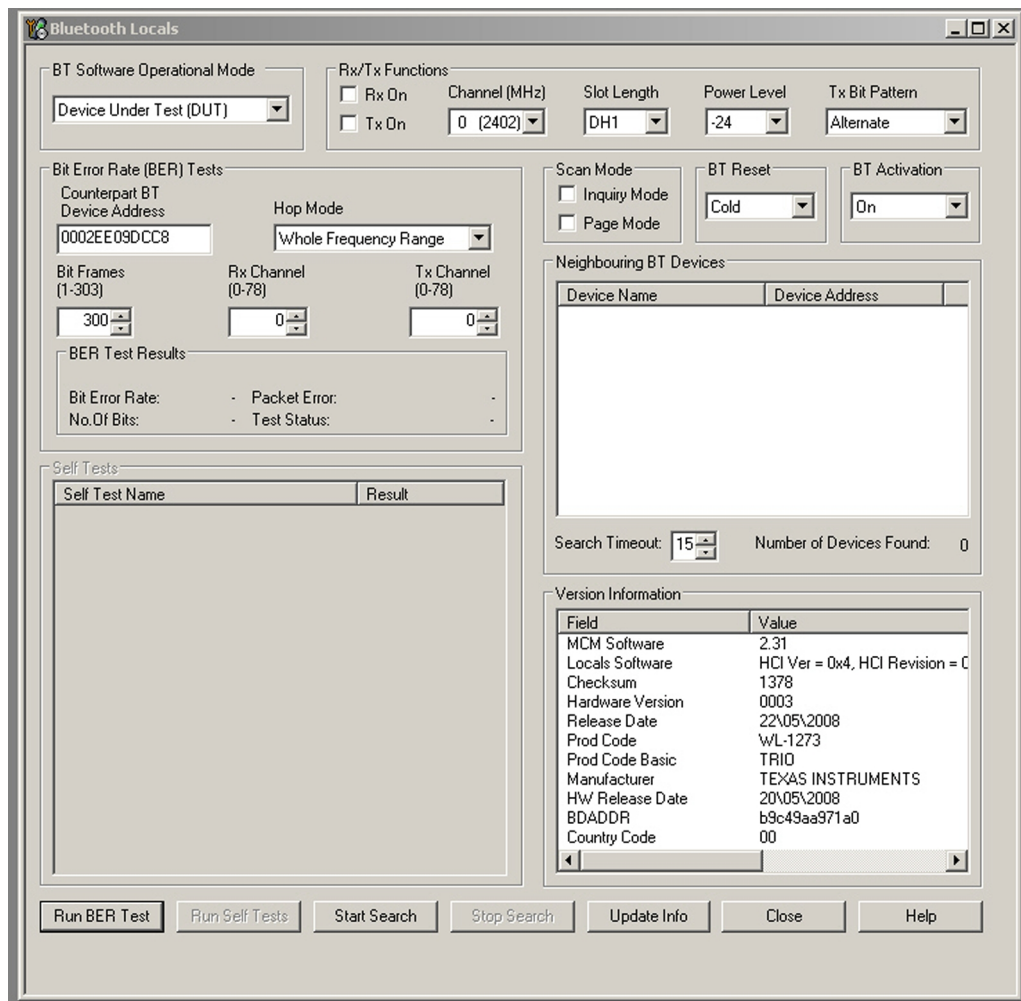 Bluetooth Locals
BT Software Operational Mode
Device Under Test (DUT)
Rx/Tx Functions
Rx On
Tx On
Channel (MHz)
0 (2402)
Slot Length
DH1
Power Level
-24
Tx Bit Pattern
Alternate
Bit Error Rate (BER) Tests
Counterpart BT
Device Address
0002EE09DCC8
Hop Mode
Whole Frequency Range
Bit Frames
(1-303)
300
Rx Channel
(0-78)
0
Tx Channel
(0-78)
0
BER Test Results
Bit Error Rate: - Packet Error: -
No.Of Bits: - Test Status: -
Scan Mode
Inquiry Mode
Page Mode
BT Reset
Cold
BT Activation
On
Neighbouring BT Devices
Device Name Device Address
Search Timeout: 15 Number of Devices Found: 0
Self Tests
Self Test Name Result
Version Information
Field Value
MCM Software 2.31
Locals Software HCI Ver = 0x4, HCI Revision =
Checksum 1378
Hardware Version 0003
Release Date 22\05\2008
Prod Code WL-1273
Prod Code Basic TRIO
Manufacturer TEXAS INSTRUMENTS
HW Release Date 20\05\2008
BDADDR b9c49aa971a0
Country Code 00
Run BER Test Run Self Tests Start Search Stop Search Update Info Close Help